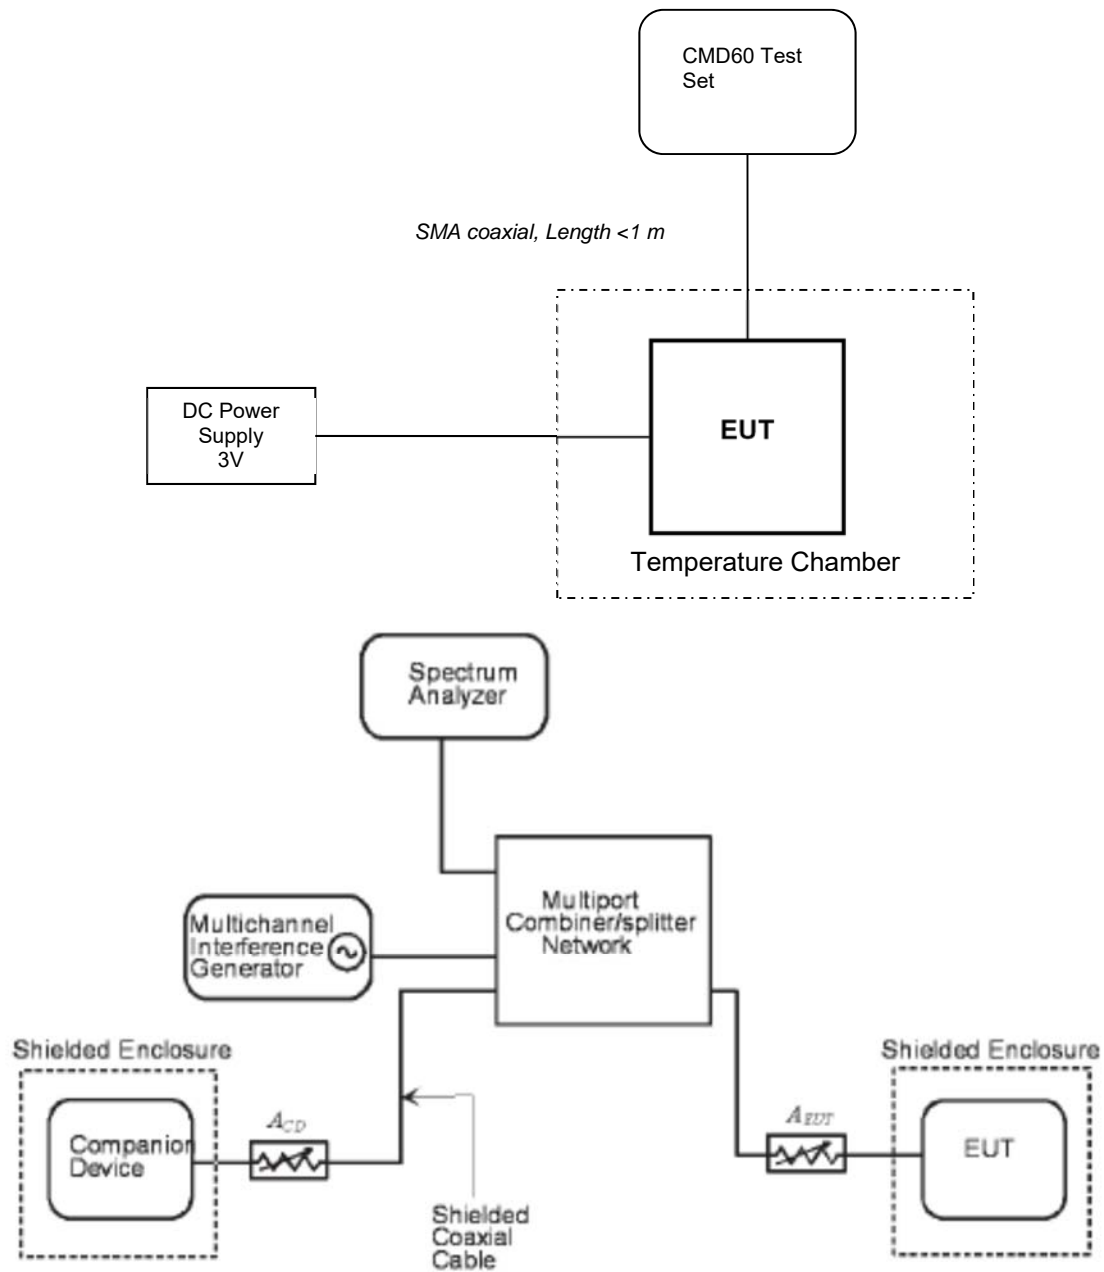 CMD60 Test
Set
SMA coaxial, Length <1 m
DC Power
Supply
3V
EUT
Temperature Chamber
Spectrum
Analyzer
Multiport
Combiner/splitter
Network
Multichannel
Interference
Generator
Shielded Enclosure
Shielded Enclosure
A_CD
A_EUT
Companion
Device
EUT
Shielded
Coaxial
Cable